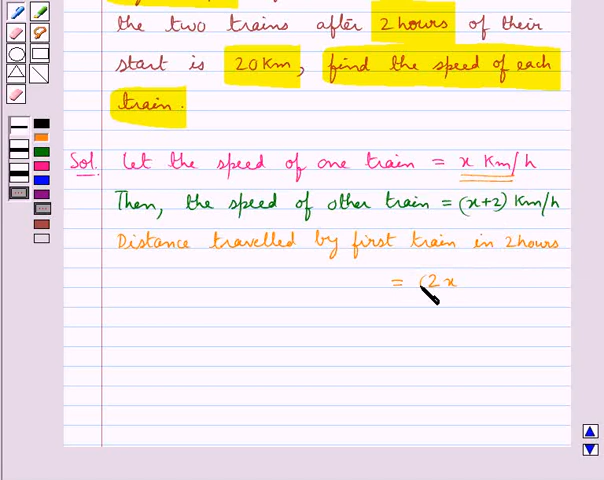 the two trains after 2 hours of their
start is 20 Km, find the speed of each
train.
Sol. Let the speed of one train = x Km/h
Then, the speed of other train = (x+2) Km/h
Distance travelled by first train in 2 hours
= (2x